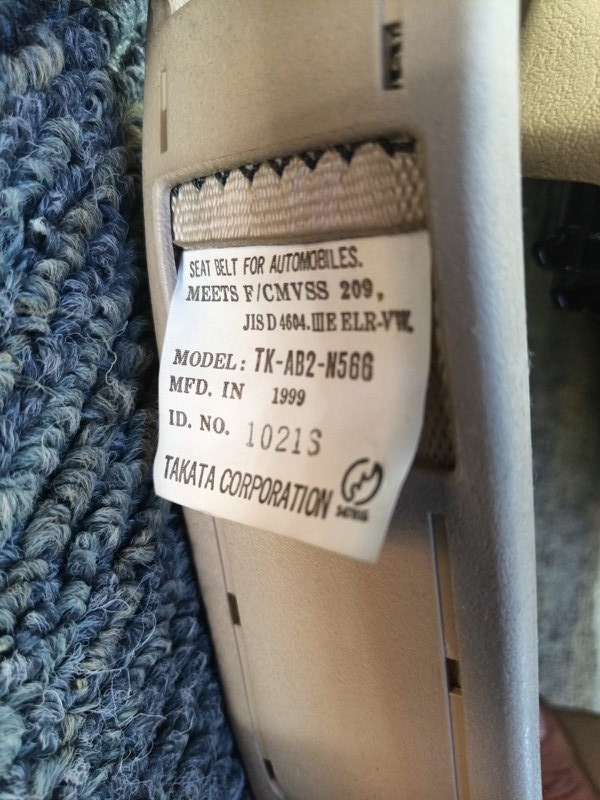 SEAT BELT FOR AUTOMOBILES.
MEETS F/CMVSS 209,
JIS D 4604. III E ELR-VW.
MODEL: TK-AB2-N566
MFD. IN 1999
ID. NO. 1021S
TAKATA CORPORATION